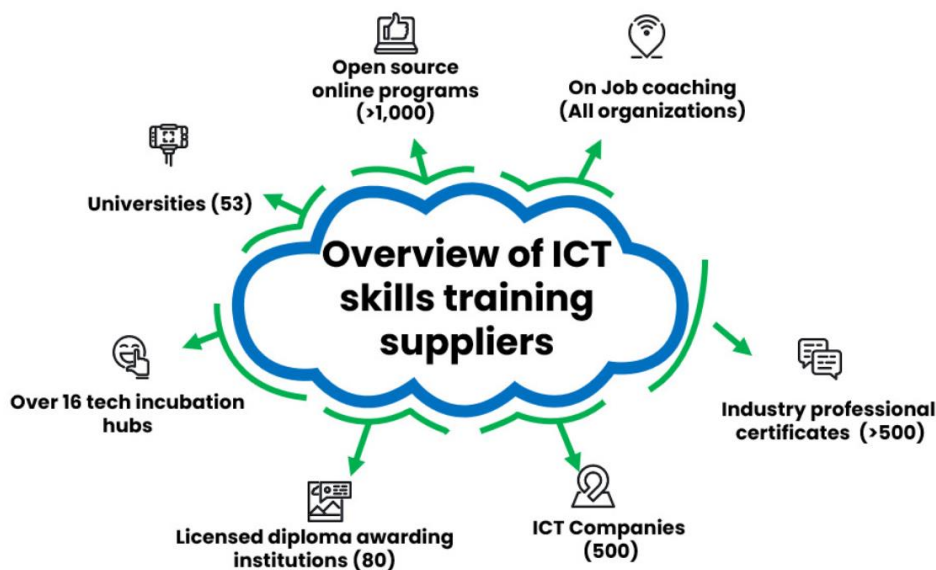 Open source
online programs
(>1,000)
On Job coaching
(All organizations)
Universities (53)
Overview of ICT
skills training
suppliers
Over 16 tech incubation
hubs
Industry professional
certificates (>500)
Licensed diploma awarding
institutions (80)
ICT Companies
(500)